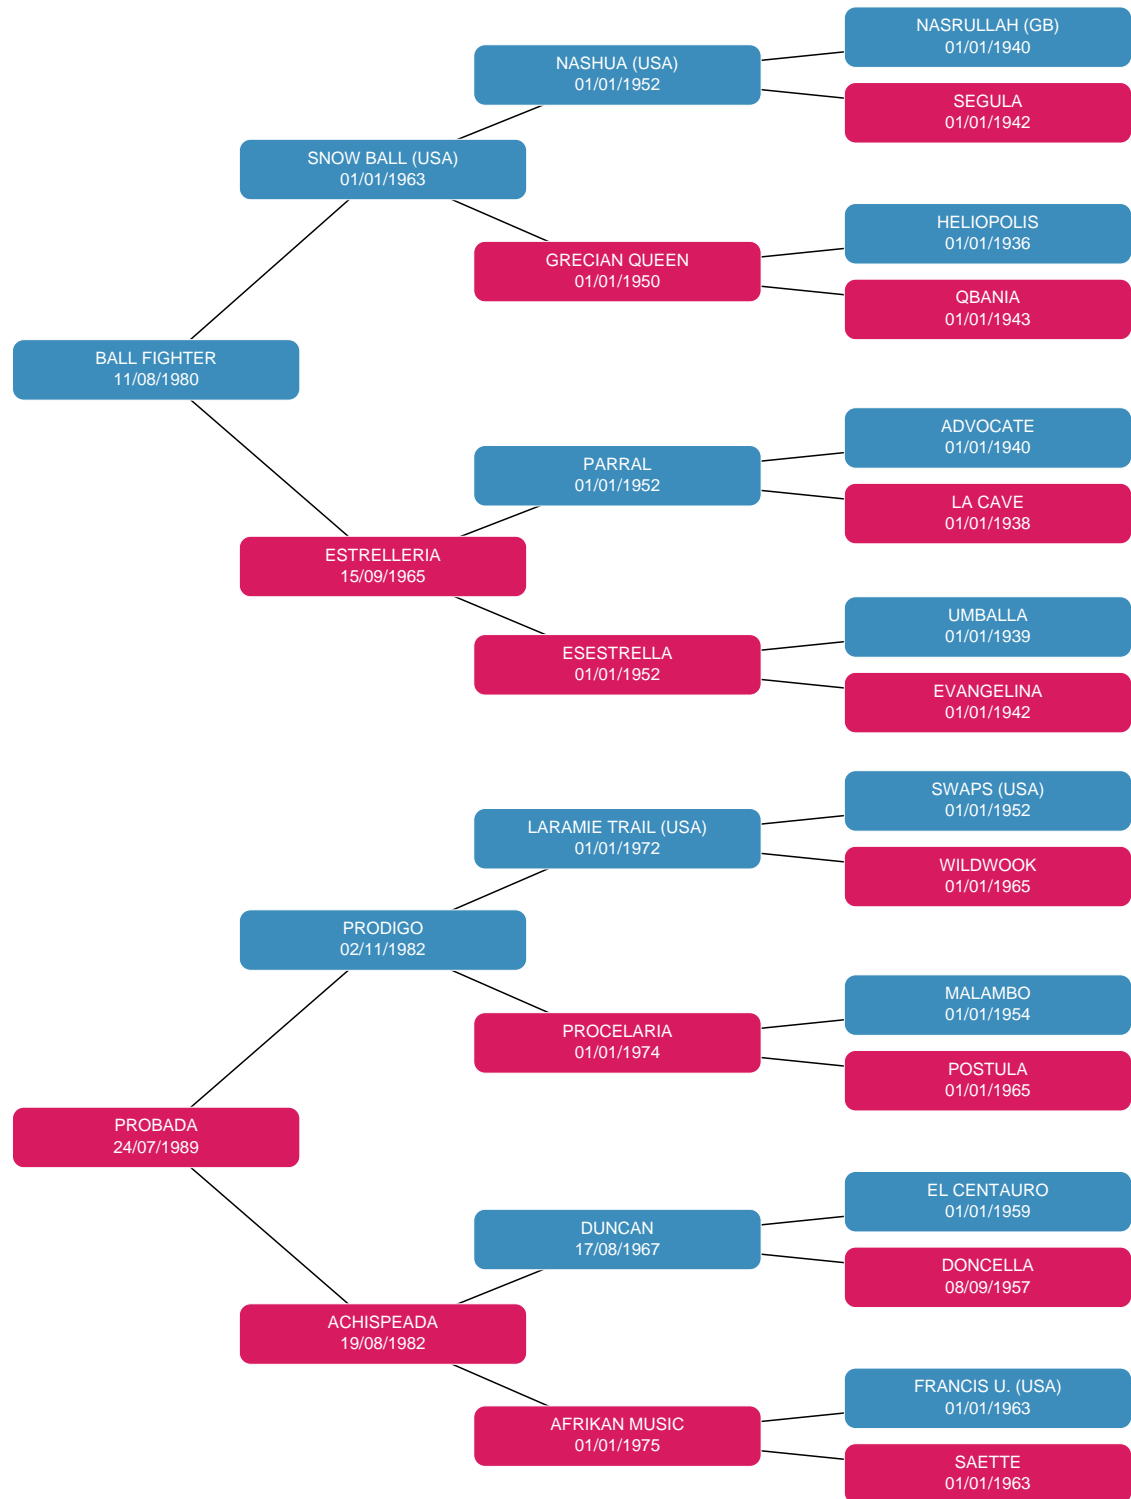 NASRULLAH (GB)
01/01/1940
NASHUA (USA)
01/01/1952
SEGULA
01/01/1942
SNOW BALL (USA)
01/01/1963
HELIOPOLIS
01/01/1936
GRECIAN QUEEN
01/01/1950
QBANIA
01/01/1943
BALL FIGHTER
11/08/1980
ADVOCATE
01/01/1940
PARRAL
01/01/1952
LA CAVE
01/01/1938
ESTRELLERIA
15/09/1965
UMBALLA
01/01/1939
ESESTRELLA
01/01/1952
EVANGELINA
01/01/1942
SWAPS (USA)
01/01/1952
LARAMIE TRAIL (USA)
01/01/1972
WILDWOOK
01/01/1965
PRODIGO
02/11/1982
MALAMBO
01/01/1954
PROCELARIA
01/01/1974
POSTULA
01/01/1965
PROBADA
24/07/1989
EL CENTAURO
01/01/1959
DUNCAN
17/08/1967
DONCELLA
08/09/1957
ACHISPEADA
19/08/1982
FRANCIS U. (USA)
01/01/1963
AFRIKAN MUSIC
01/01/1975
SAETTE
01/01/1963